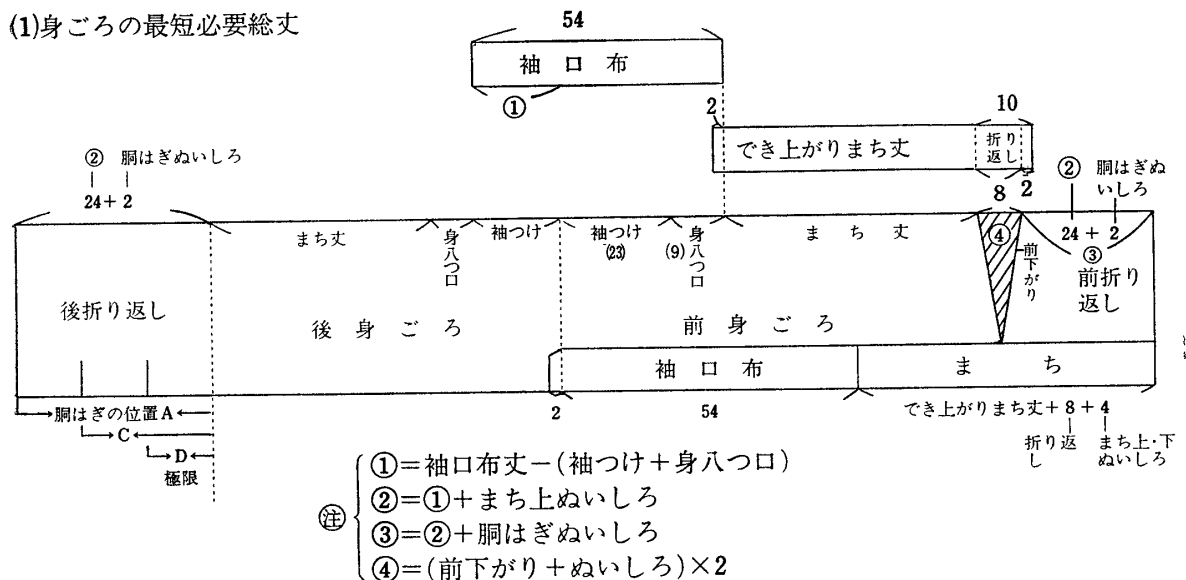 (1)身ごろの最短必要総丈
54
袖口布
①
2
10
でき上がりまち丈
折り返し
8
2
② 胴はぎぬいしろ
24+2
② 胴はぎぬいしろ
24+2
③
前折り返し
まち丈
身八つ口
袖つけ
袖つけ
(23)
(9)
身八つ口
まち丈
④
前下がり
後折り返し
後身ごろ
前身ごろ
袖口布
まち
胴はぎの位置A
C
D
極限
2
54
でき上がりまち丈+8+4
折り返し
まち上・下ぬいしろ
注
①=袖口布丈-(袖つけ+身八つ口)
②=①+まち上ぬいしろ
③=②+胴はぎぬいしろ
④=(前下がり+ぬいしろ)×2